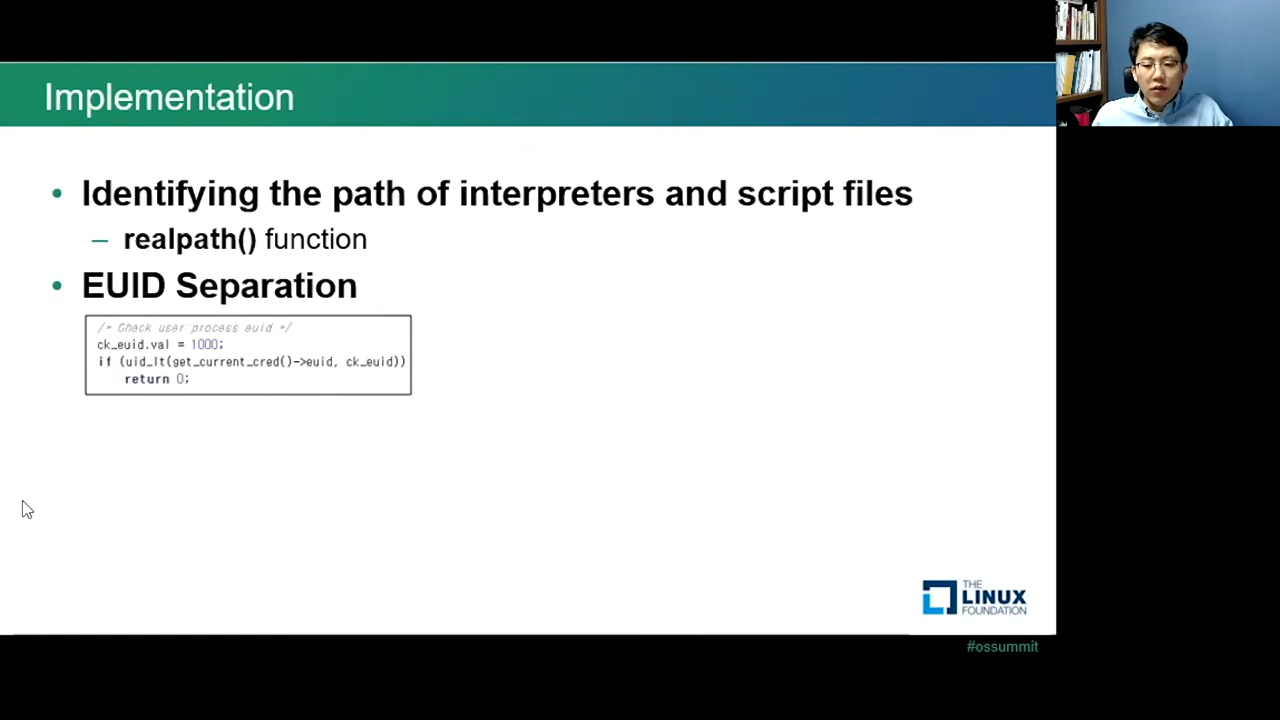 Implementation
• Identifying the path of interpreters and script files
– realpath() function
• EUID Separation
/* Check user process euid */
ck_euid.val = 1000;
if (uid_lt(get_current_cred()->euid, ck_euid))
return 0;
THE
LINUX
FOUNDATION
#ossummit